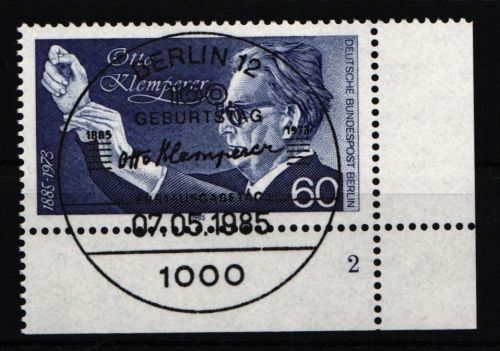 Otto
Klemperer
1885-1973
DEUTSCHE BUNDESPOST BERLIN
60
BERLIN 12
100.
GEBURTSTAG
1885
1973
Otto Klemperer
ERSTAUSGABETAG
07.05.1985
1985
1000
2